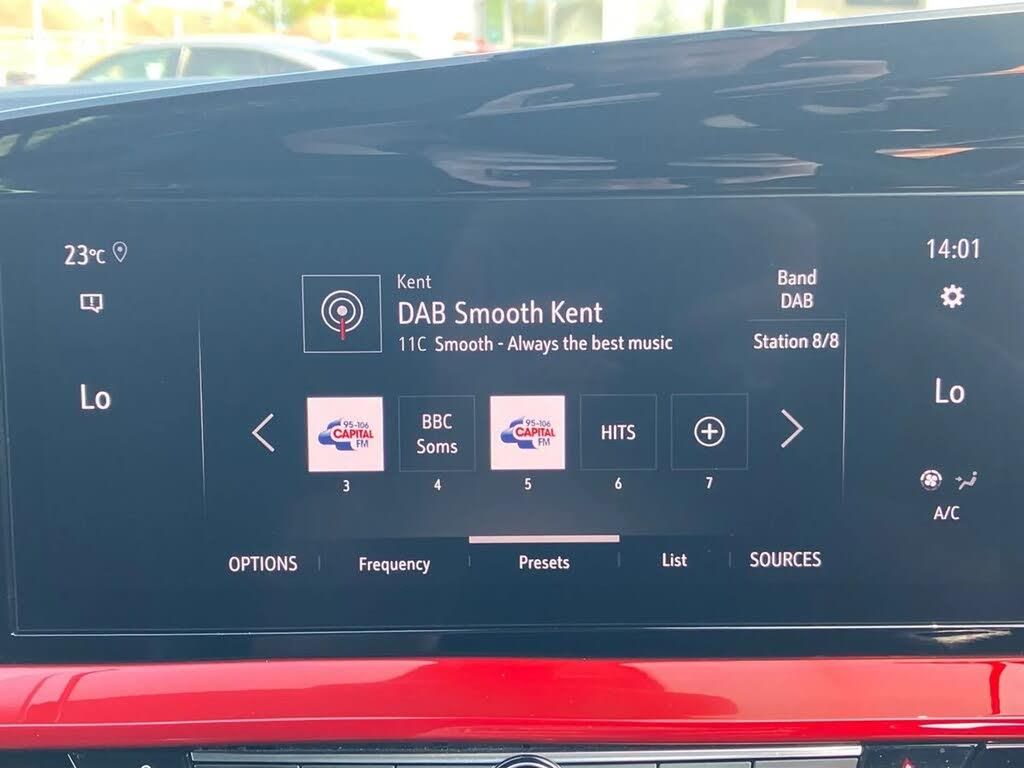 23°C
14:01
Kent
DAB Smooth Kent
11C Smooth - Always the best music
Band
DAB
Station 8/8
Lo
Lo
95-106
CAPITAL
FM
BBC
Soms
95-106
CAPITAL
FM
HITS
3
4
5
6
7
A/C
OPTIONS
Frequency
Presets
List
SOURCES